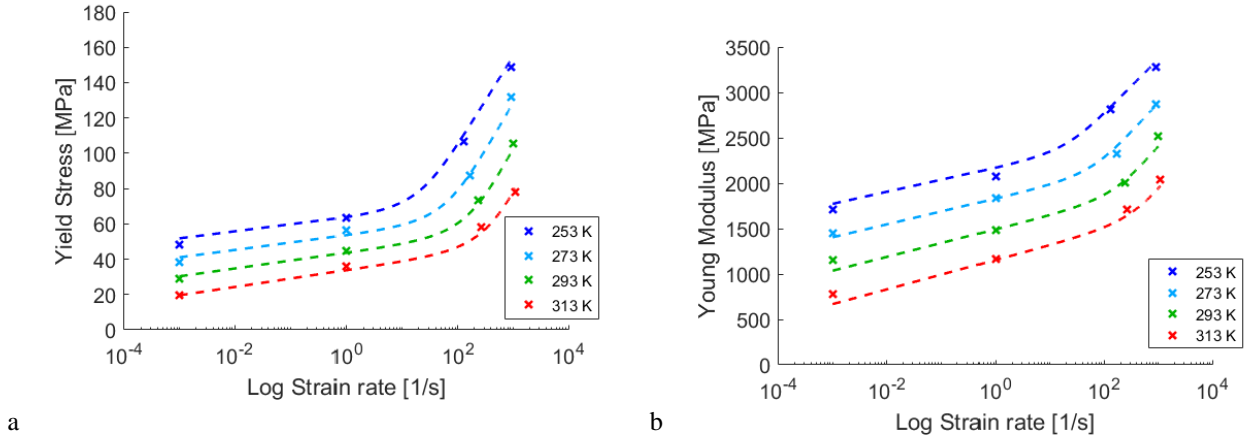 180
160
140
120
100
80
60
40
20
0
Yield Stress [MPa]
10^-4
10^-2
10^0
10^2
10^4
Log Strain rate [1/s]
253 K
273 K
293 K
313 K
a
3500
3000
2500
2000
1500
1000
500
0
Young Modulus [MPa]
10^-4
10^-2
10^0
10^2
10^4
Log Strain rate [1/s]
253 K
273 K
293 K
313 K
b